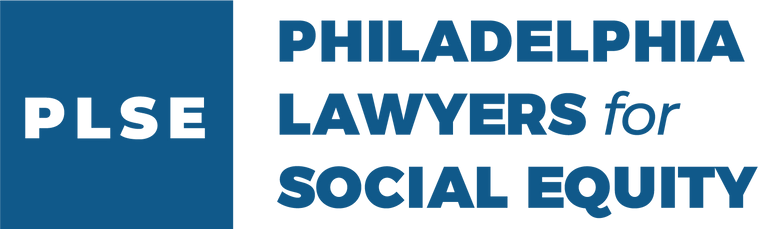 PLSE
PHILADELPHIA
LAWYERS for
SOCIAL EQUITY